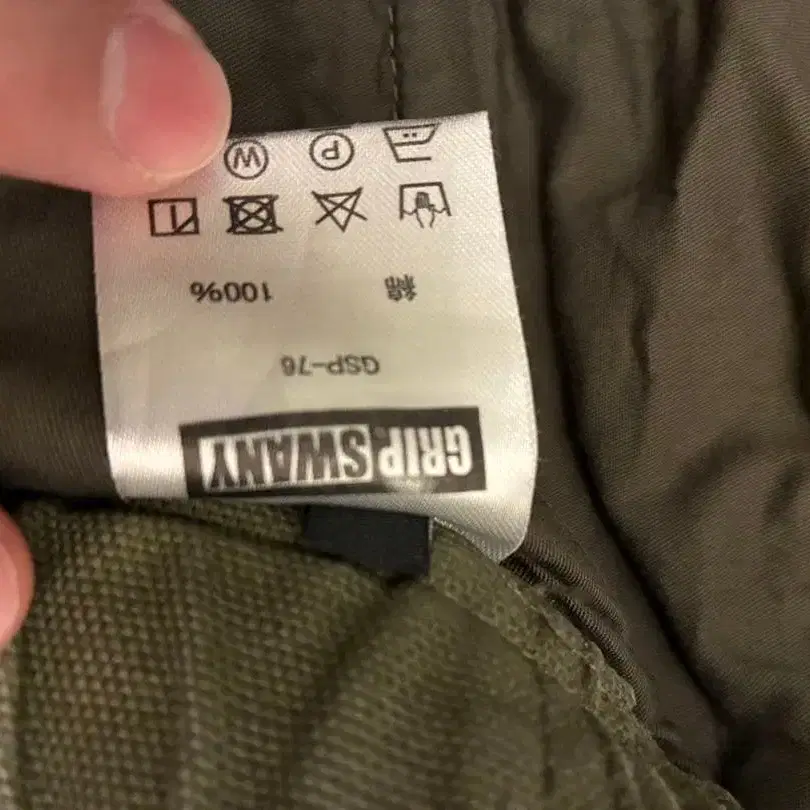 GRIP SWANY
GSP-76
綿 100%
P W